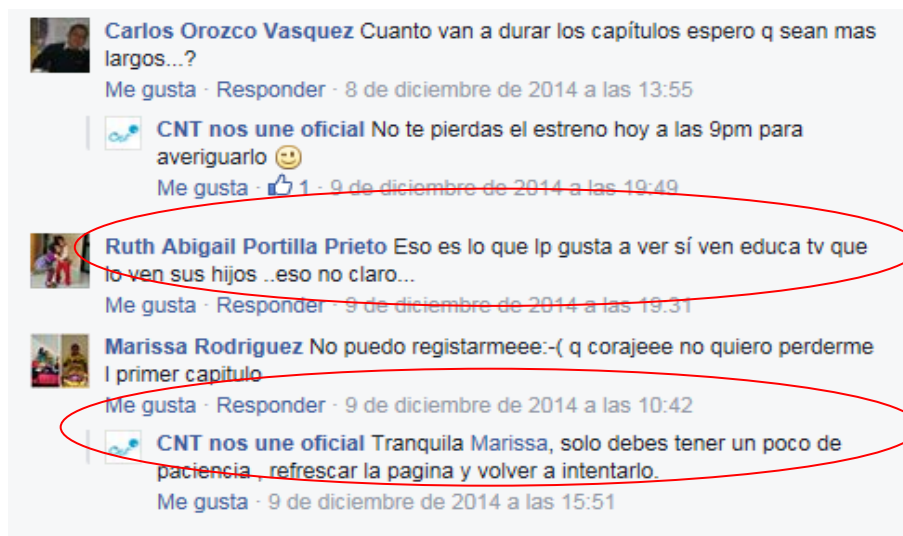 Carlos Orozco Vasquez Cuanto van a durar los capítulos espero q sean mas
largos...?
Me gusta · Responder · 8 de diciembre de 2014 a las 13:55
CNT nos une oficial No te pierdas el estreno hoy a las 9pm para
averiguarlo
Me gusta · 1 · 9 de diciembre de 2014 a las 19:49
Ruth Abigail Portilla Prieto Eso es lo que lp gusta a ver sí ven educa tv que
lo ven sus hijos ..eso no claro...
Me gusta · Responder · 9 de diciembre de 2014 a las 19:31
Marissa Rodriguez No puedo registarmeee:-( q corajeee no quiero perderme
l primer capitulo
Me gusta · Responder · 9 de diciembre de 2014 a las 10:42
CNT nos une oficial Tranquila Marissa, solo debes tener un poco de
paciencia , refrescar la pagina y volver a intentarlo.
Me gusta · 9 de diciembre de 2014 a las 15:51